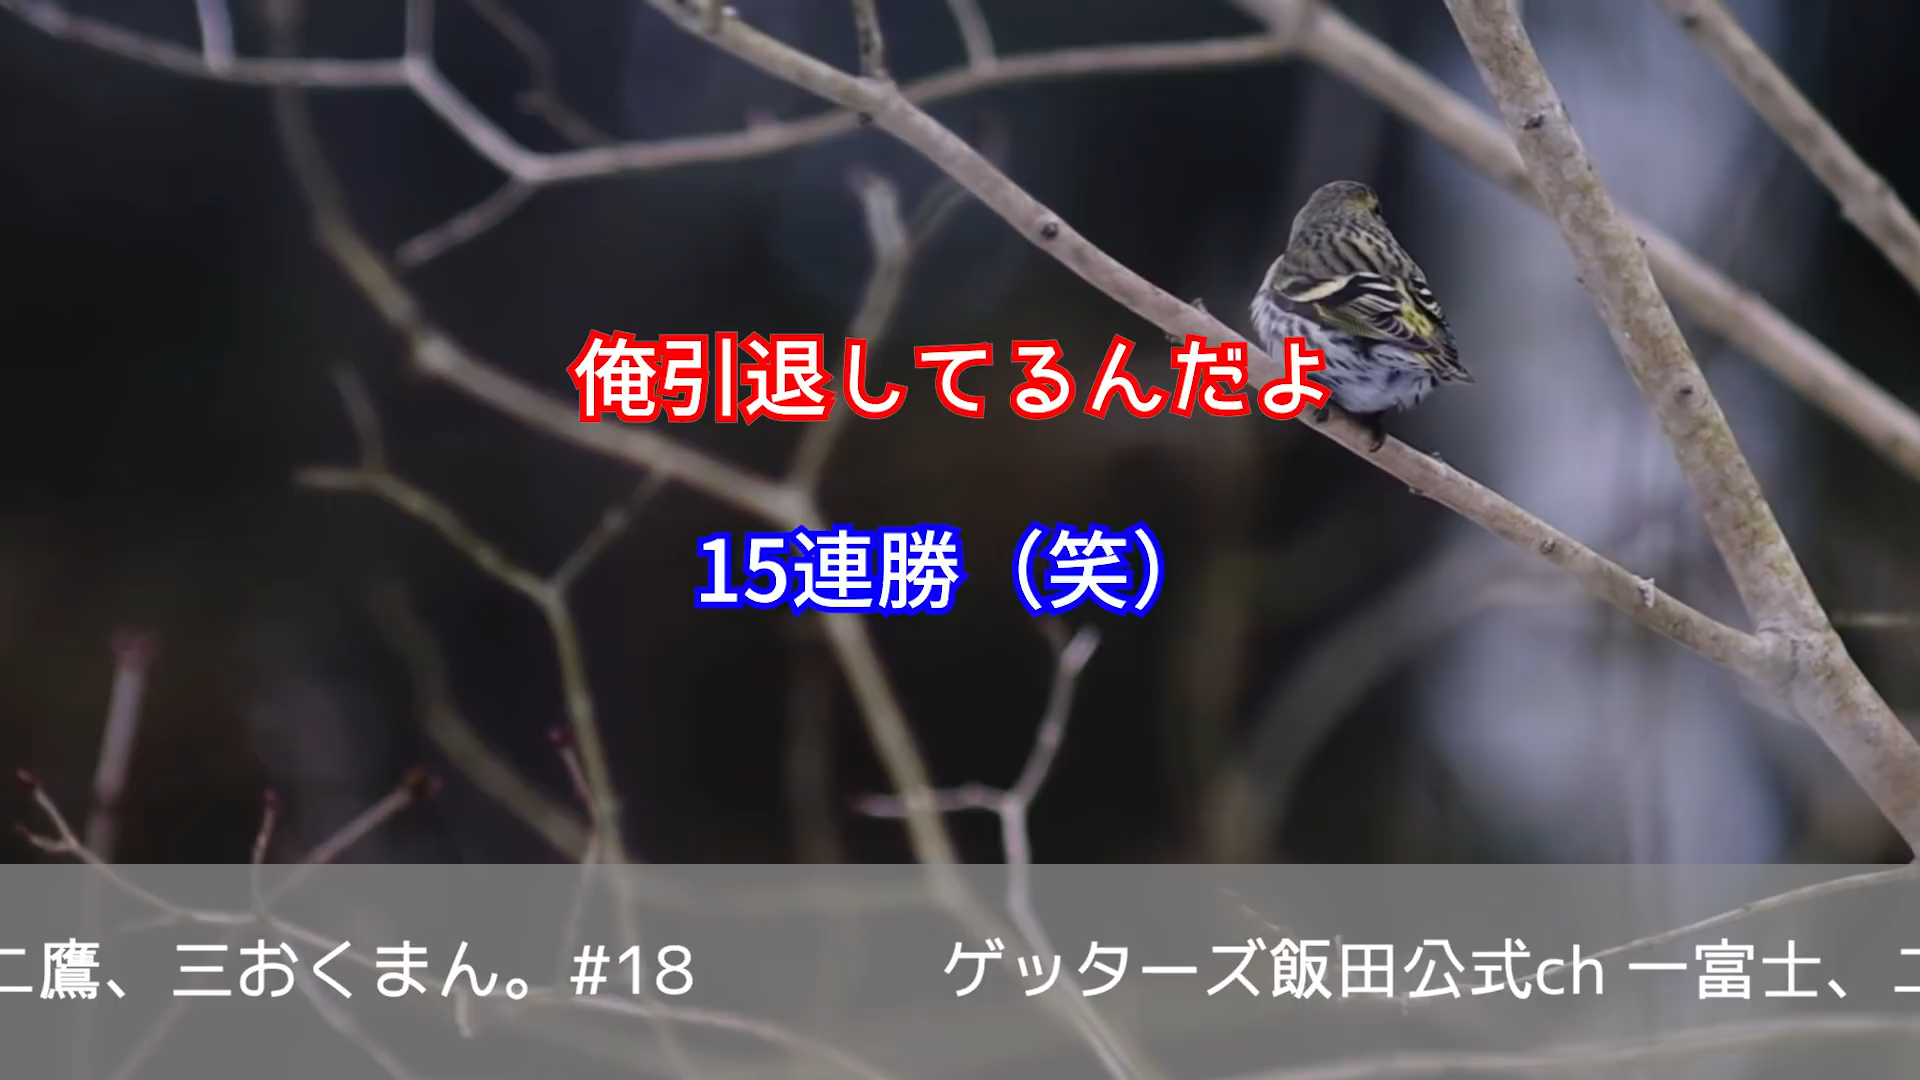 俺引退してるんだよ
15連勝（笑）
二鷹、三おくまん。#18 ゲッターズ飯田公式ch 一富士、二